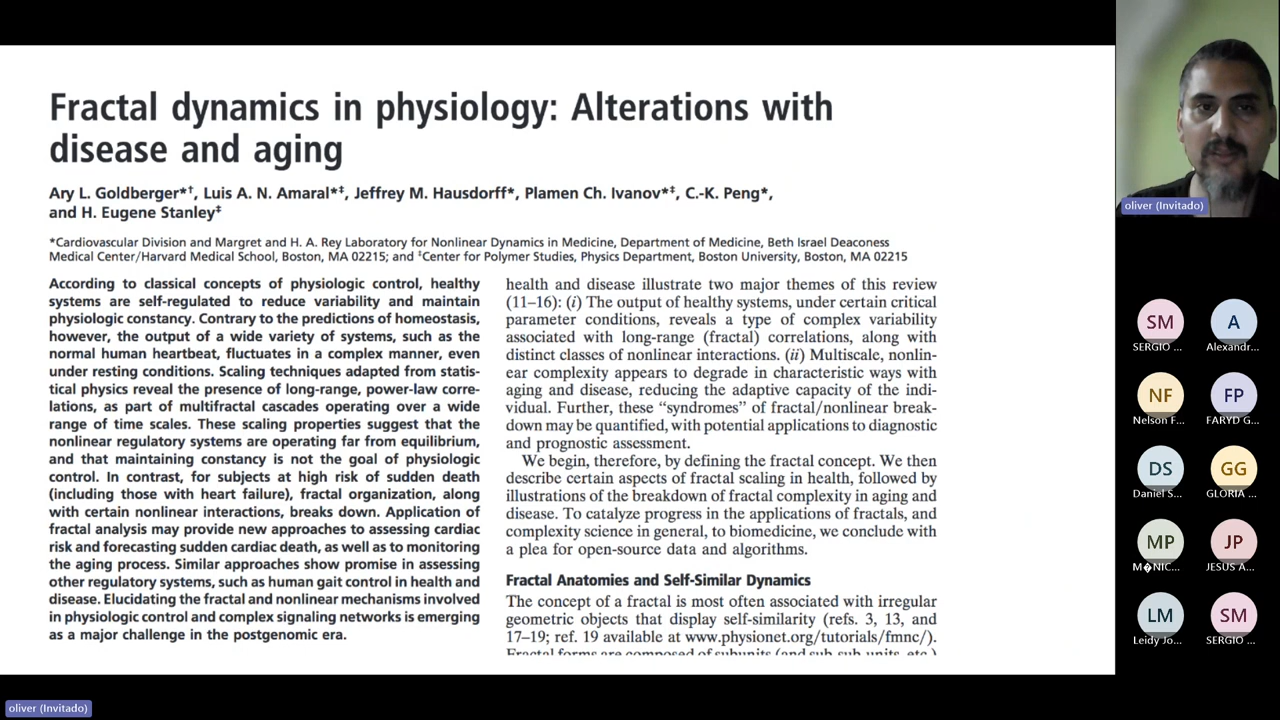 Fractal dynamics in physiology: Alterations with
disease and aging
Ary L. Goldberger*†, Luis A. N. Amaral*‡, Jeffrey M. Hausdorff*, Plamen Ch. Ivanov*‡, C.-K. Peng*,
and H. Eugene Stanley‡
*Cardiovascular Division and Margret and H. A. Rey Laboratory for Nonlinear Dynamics in Medicine, Department of Medicine, Beth Israel Deaconess
Medical Center/Harvard Medical School, Boston, MA 02215; and ‡Center for Polymer Studies, Physics Department, Boston University, Boston, MA 02215
According to classical concepts of physiologic control, healthy
systems are self-regulated to reduce variability and maintain
physiologic constancy. Contrary to the predictions of homeostasis,
however, the output of a wide variety of systems, such as the
normal human heartbeat, fluctuates in a complex manner, even
under resting conditions. Scaling techniques adapted from statis-
tical physics reveal the presence of long-range, power-law corre-
lations, as part of multifractal cascades operating over a wide
range of time scales. These scaling properties suggest that the
nonlinear regulatory systems are operating far from equilibrium,
and that maintaining constancy is not the goal of physiologic
control. In contrast, for subjects at high risk of sudden death
(including those with heart failure), fractal organization, along
with certain nonlinear interactions, breaks down. Application of
fractal analysis may provide new approaches to assessing cardiac
risk and forecasting sudden cardiac death, as well as to monitoring
the aging process. Similar approaches show promise in assessing
other regulatory systems, such as human gait control in health and
disease. Elucidating the fractal and nonlinear mechanisms involved
in physiologic control and complex signaling networks is emerging
as a major challenge in the postgenomic era.
health and disease illustrate two major themes of this review
(11–16): (i) The output of healthy systems, under certain critical
parameter conditions, reveals a type of complex variability
associated with long-range (fractal) correlations, along with
distinct classes of nonlinear interactions. (ii) Multiscale, nonlin-
ear complexity appears to degrade in characteristic ways with
aging and disease, reducing the adaptive capacity of the indi-
vidual. Further, these “syndromes” of fractal/nonlinear break-
down may be quantified, with potential applications to diagnostic
and prognostic assessment.
We begin, therefore, by defining the fractal concept. We then
describe certain aspects of fractal scaling in health, followed by
illustrations of the breakdown of fractal complexity in aging and
disease. To catalyze progress in the applications of fractals, and
complexity science in general, to biomedicine, we conclude with
a plea for open-source data and algorithms.
Fractal Anatomies and Self-Similar Dynamics
The concept of a fractal is most often associated with irregular
geometric objects that display self-similarity (refs. 3, 13, and
17–19; ref. 19 available at www.physionet.org/tutorials/fmnc/).
Fractal forms are composed of subunits (and sub-sub-units, etc.)
oliver (Invitado)
SM
SERGIO ...
A
Alexandr...
NF
Nelson F...
FP
FARYD G...
DS
Daniel S...
GG
GLORIA ...
MP
M�NIC...
JP
JESUS A...
LM
Leidy Jo...
SM
SERGIO ...
oliver (Invitado)